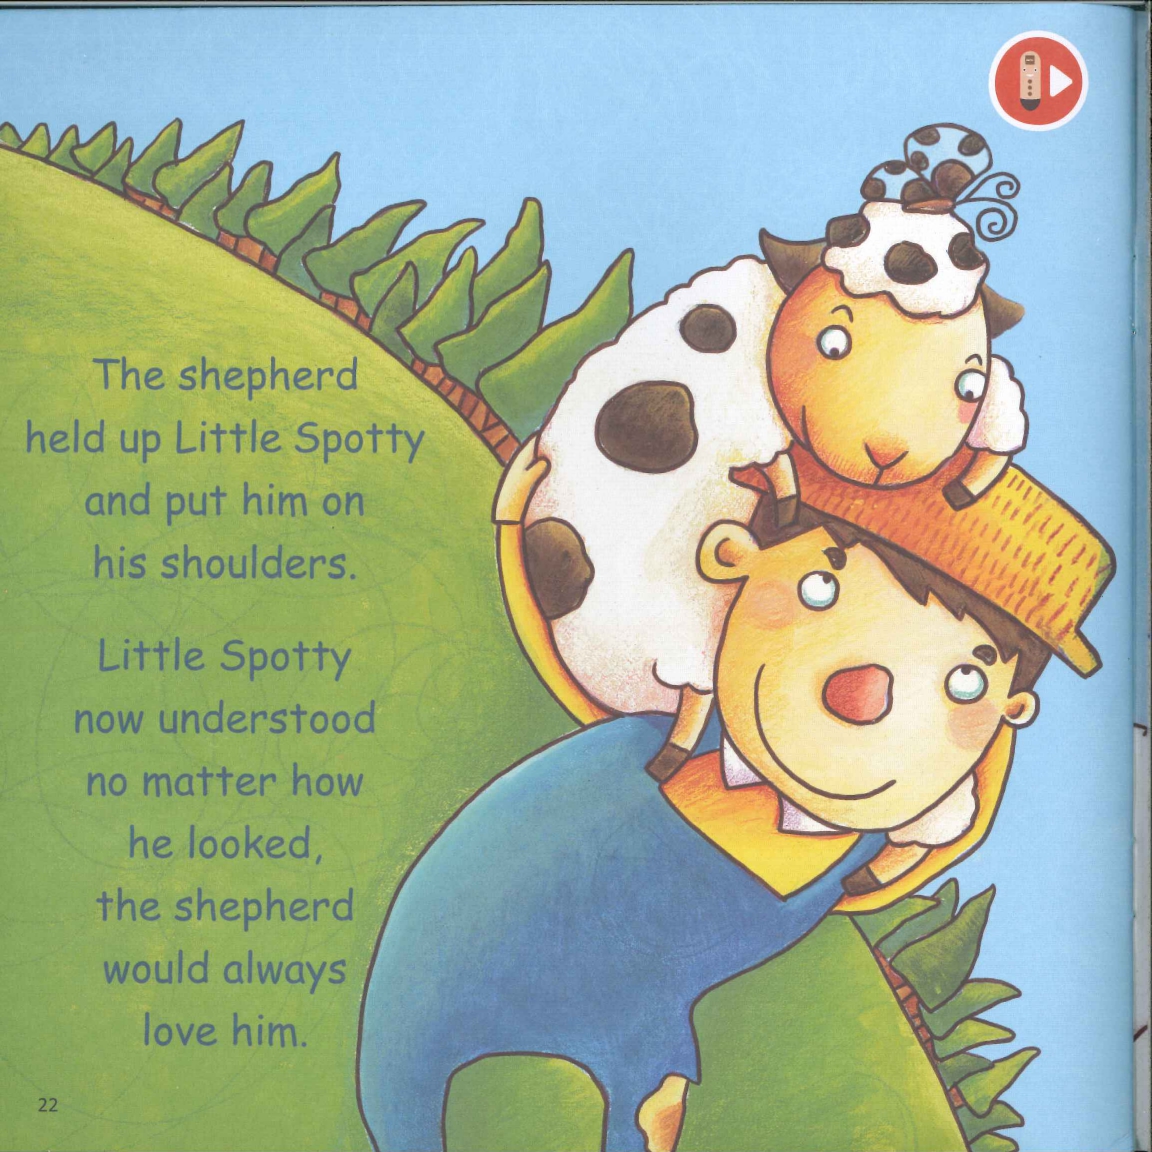 The shepherd
held up Little Spotty
and put him on
his shoulders.
Little Spotty
now understood
no matter how
he looked,
the shepherd
would always
love him.
22